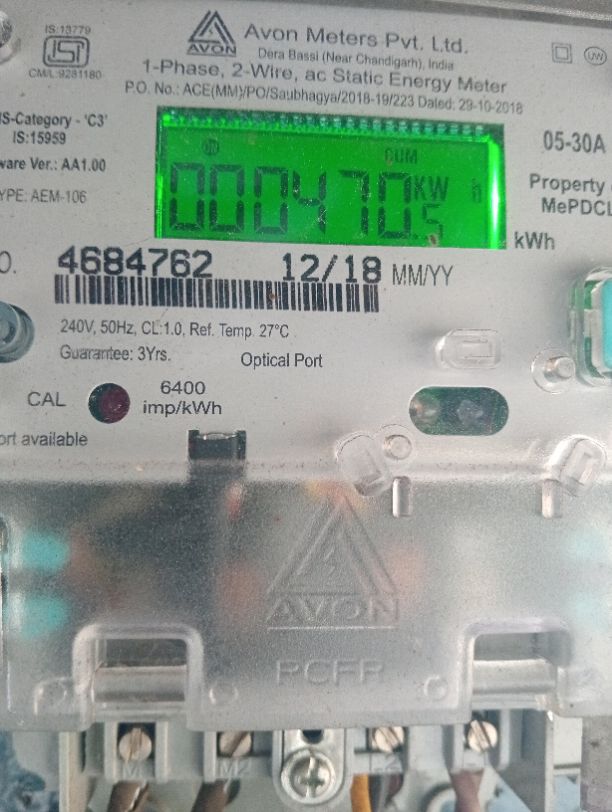 IS:13779
ISI
CM/L:9281180
AVON
Avon Meters Pvt. Ltd.
Dera Bassi (Near Chandigarh), India
1-Phase, 2-Wire, ac Static Energy Meter
P.O. No.: ACE(MM)/PO/Saubhagya/2018-19/223 Dated: 29-10-2018
IS-Category - 'C3'
IS:15959
ware Ver.: AA1.00
YPE: AEM-106
CUM
000470.5 KW h
05-30A
Property
MePDCL
kWh
O. 4684762 12/18 MM/YY
240V, 50Hz, CL:1.0, Ref. Temp. 27°C
Guarantee: 3Yrs.
Optical Port
CAL
6400
imp/kWh
ort available
AVON
M2